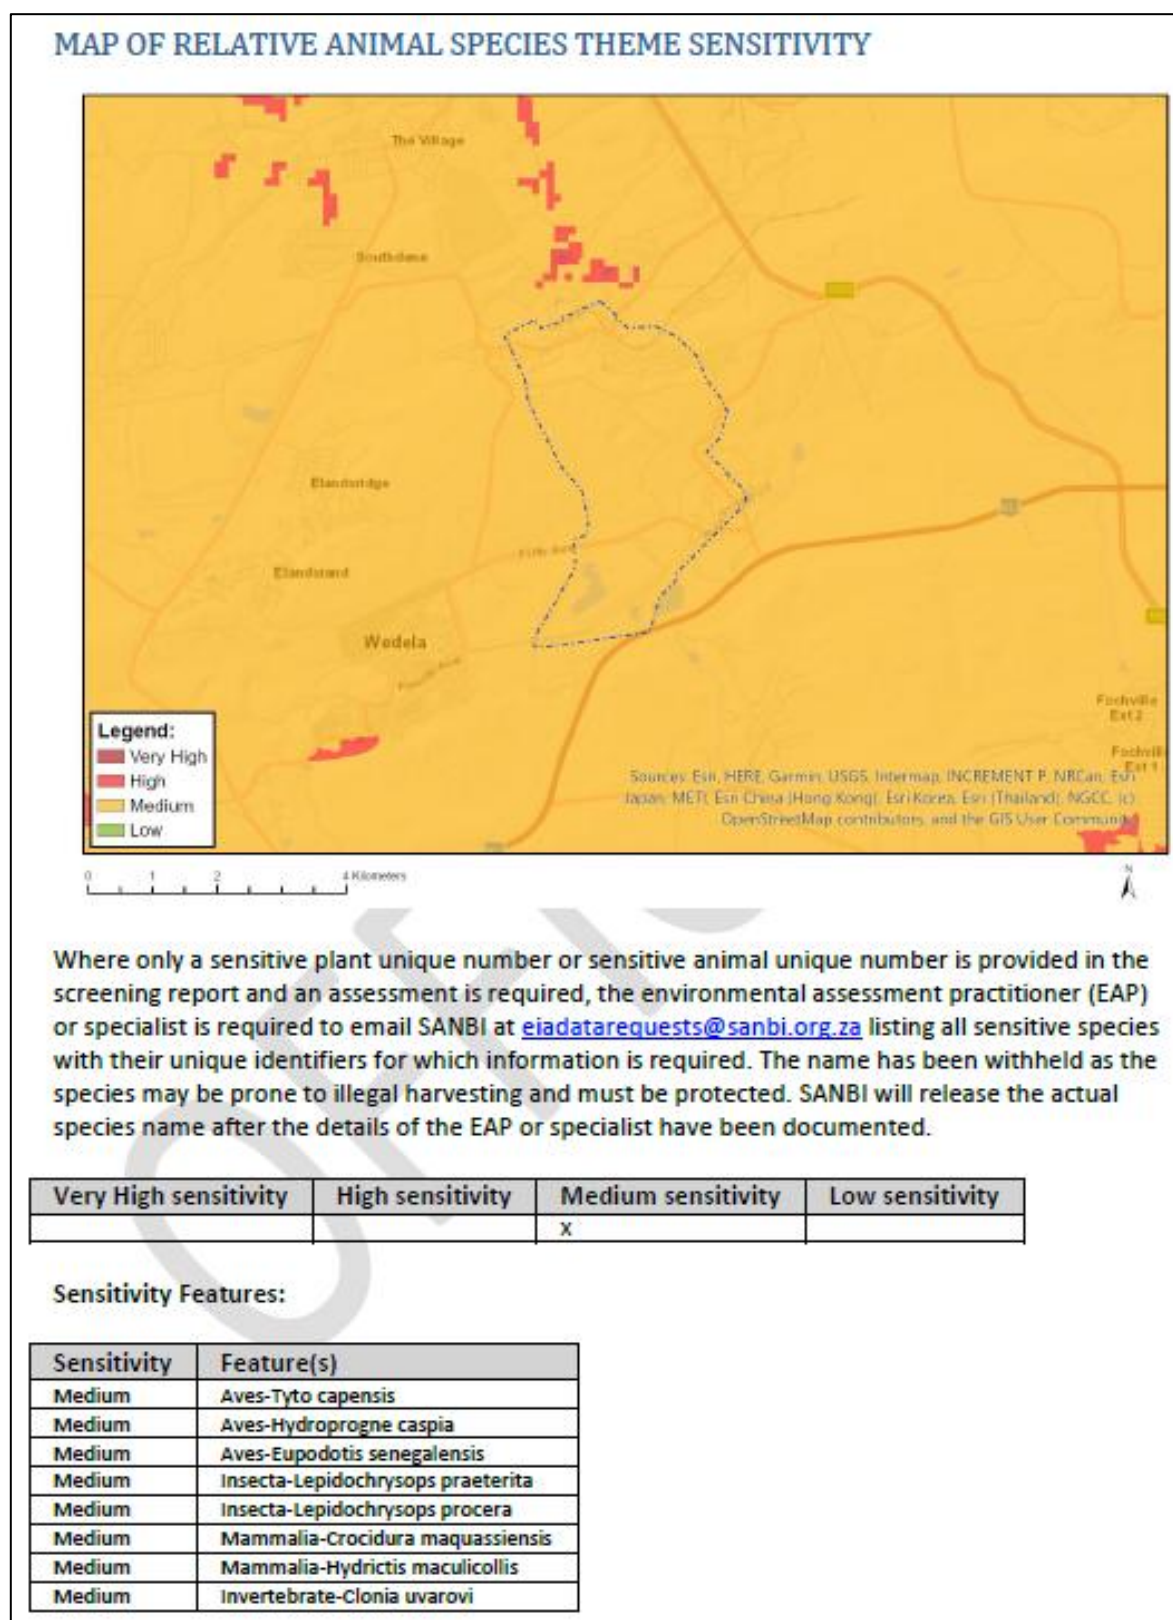 MAP OF RELATIVE ANIMAL SPECIES THEME SENSITIVITY
The Village
Southdene
Elandsridge
Elandsrand
Wedela
Fochville
Ext 2
Fochville
Ext 1
Legend:
Very High
High
Medium
Low
Sources: Esri, HERE, Garmin, USGS, Intermap, INCREMENT P, NRCan, Esri
Japan, METI, Esri China (Hong Kong), Esri Korea, Esri (Thailand), NGCC, (c)
OpenStreetMap contributors, and the GIS User Community
0 1 2 4 Kilometers
N
Where only a sensitive plant unique number or sensitive animal unique number is provided in the
screening report and an assessment is required, the environmental assessment practitioner (EAP)
or specialist is required to email SANBI at eiadatarequests@sanbi.org.za listing all sensitive species
with their unique identifiers for which information is required. The name has been withheld as the
species may be prone to illegal harvesting and must be protected. SANBI will release the actual
species name after the details of the EAP or specialist have been documented.
Very High sensitivity High sensitivity Medium sensitivity Low sensitivity
X
Sensitivity Features:
Sensitivity Feature(s)
Medium Aves-Tyto capensis
Medium Aves-Hydroprogne caspia
Medium Aves-Eupodotis senegalensis
Medium Insecta-Lepidochrysops praeterita
Medium Insecta-Lepidochrysops procera
Medium Mammalia-Crocidura maquassiensis
Medium Mammalia-Hydrictis maculicollis
Medium Invertebrate-Clonia uvarovi